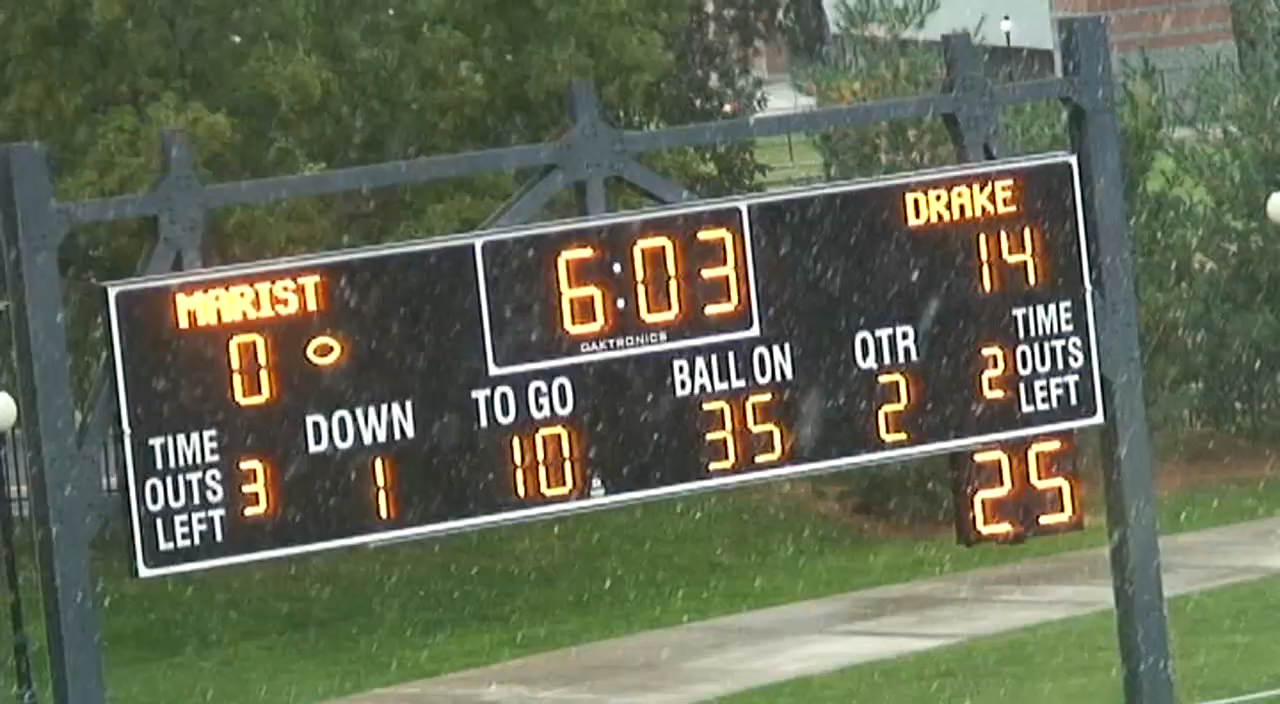 MARIST
6:03
DRAKE
0
14
DAKTRONICS
TIME
OUTS
LEFT
3
DOWN
1
TO GO
10
BALL ON
35
QTR
2
2
TIME
OUTS
LEFT
25